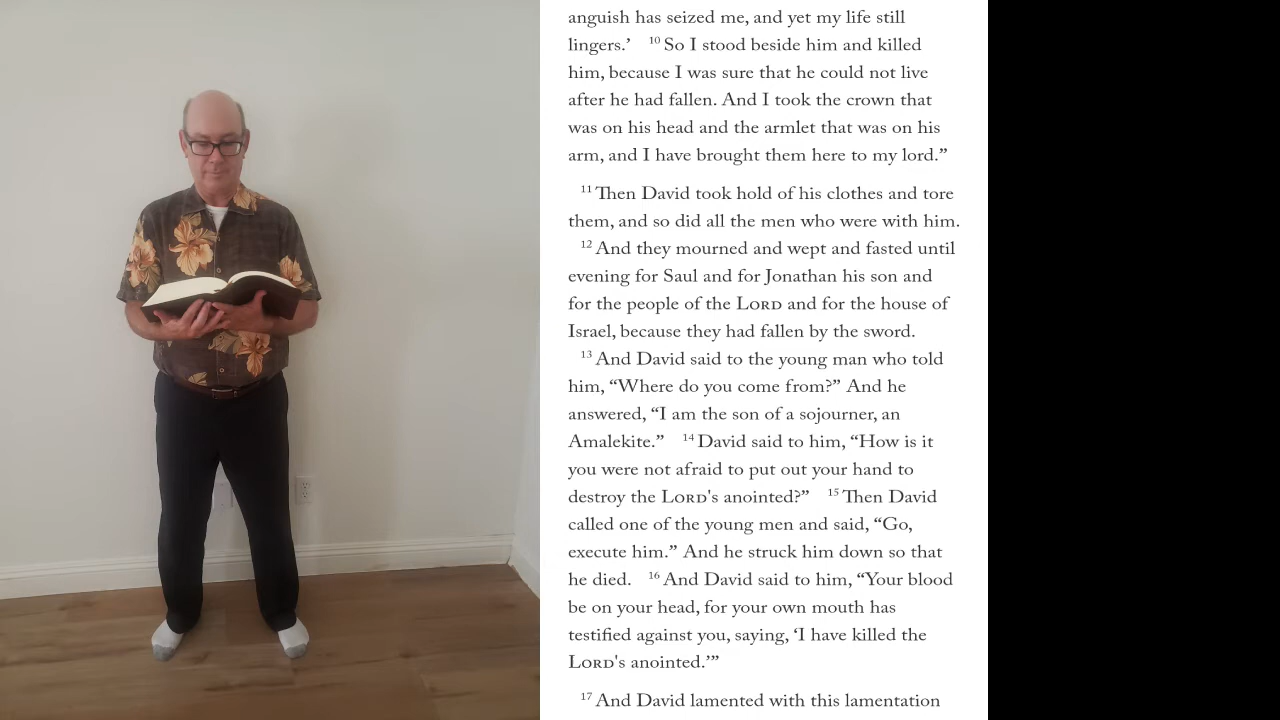 anguish has seized me, and yet my life still
lingers.’ 10 So I stood beside him and killed
him, because I was sure that he could not live
after he had fallen. And I took the crown that
was on his head and the armlet that was on his
arm, and I have brought them here to my lord.”
11 Then David took hold of his clothes and tore
them, and so did all the men who were with him.
12 And they mourned and wept and fasted until
evening for Saul and for Jonathan his son and
for the people of the LORD and for the house of
Israel, because they had fallen by the sword.
13 And David said to the young man who told
him, “Where do you come from?” And he
answered, “I am the son of a sojourner, an
Amalekite.” 14 David said to him, “How is it
you were not afraid to put out your hand to
destroy the LORD's anointed?” 15 Then David
called one of the young men and said, “Go,
execute him.” And he struck him down so that
he died. 16 And David said to him, “Your blood
be on your head, for your own mouth has
testified against you, saying, ‘I have killed the
LORD's anointed.’”
17 And David lamented with this lamentation